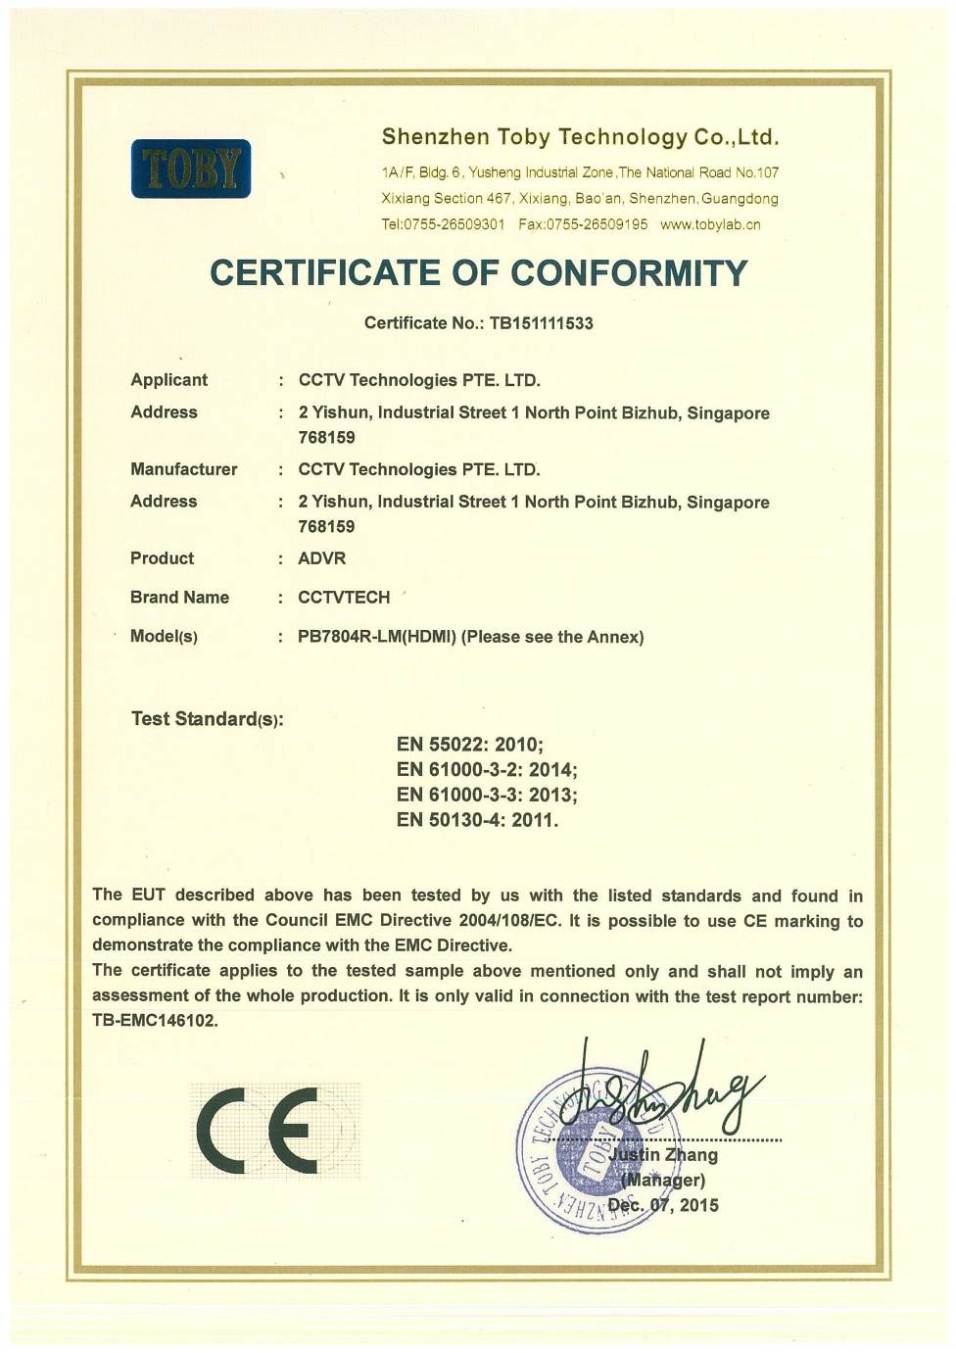 TOBY
Shenzhen Toby Technology Co.,Ltd.
1A/F, Bldg. 6, Yusheng Industrial Zone,The National Road No.107
Xixiang Section 467, Xixiang, Bao'an, Shenzhen, Guangdong
Tel:0755-26509301 Fax:0755-26509195 www.tobylab.cn
CERTIFICATE OF CONFORMITY
Certificate No.: TB151111533
Applicant : CCTV Technologies PTE. LTD.
Address : 2 Yishun, Industrial Street 1 North Point Bizhub, Singapore
768159
Manufacturer : CCTV Technologies PTE. LTD.
Address : 2 Yishun, Industrial Street 1 North Point Bizhub, Singapore
768159
Product : ADVR
Brand Name : CCTVTECH
Model(s) : PB7804R-LM(HDMI) (Please see the Annex)
Test Standard(s):
EN 55022: 2010;
EN 61000-3-2: 2014;
EN 61000-3-3: 2013;
EN 50130-4: 2011.
The EUT described above has been tested by us with the listed standards and found in
compliance with the Council EMC Directive 2004/108/EC. It is possible to use CE marking to
demonstrate the compliance with the EMC Directive.
The certificate applies to the tested sample above mentioned only and shall not imply an
assessment of the whole production. It is only valid in connection with the test report number:
TB-EMC146102.
CE
SHENZHEN TOBY TECHNOLOGY
TOBY
Justin Zhang
(Manager)
Dec. 07, 2015